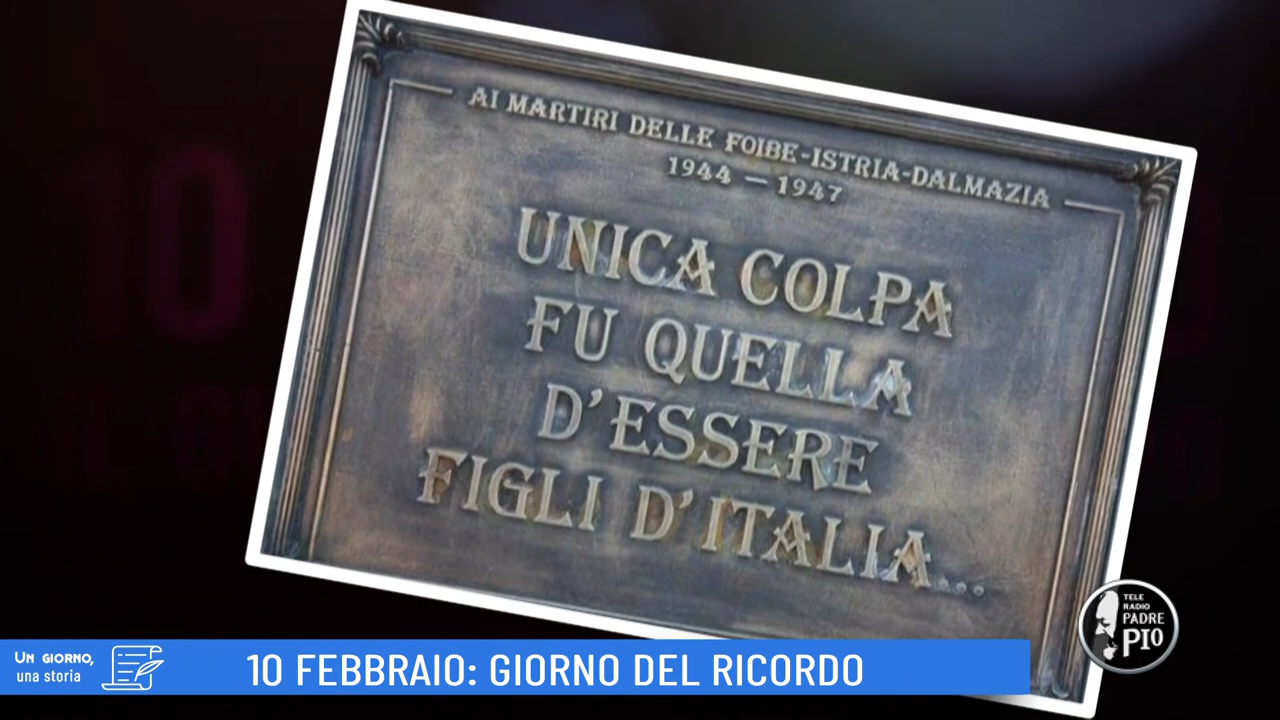 AI MARTIRI DELLE FOIBE-ISTRIA-DALMAZIA
1944 — 1947
UNICA COLPA
FU QUELLA
D'ESSERE
FIGLI D'ITALIA...
TELE
RADIO
PADRE
PIO
UN GIORNO,
una storia
10 FEBBRAIO: GIORNO DEL RICORDO
10